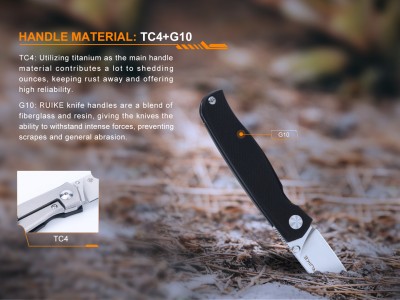 HANDLE MATERIAL: TC4+G10
TC4: Utilizing titanium as the main handle
material contributes a lot to shedding
ounces, keeping rust away and offering
high reliability.
G10: RUIKE knife handles are a blend of
fiberglass and resin, giving the knives the
ability to withstand intense forces, preventing
scrapes and general abrasion.
G10
TC4